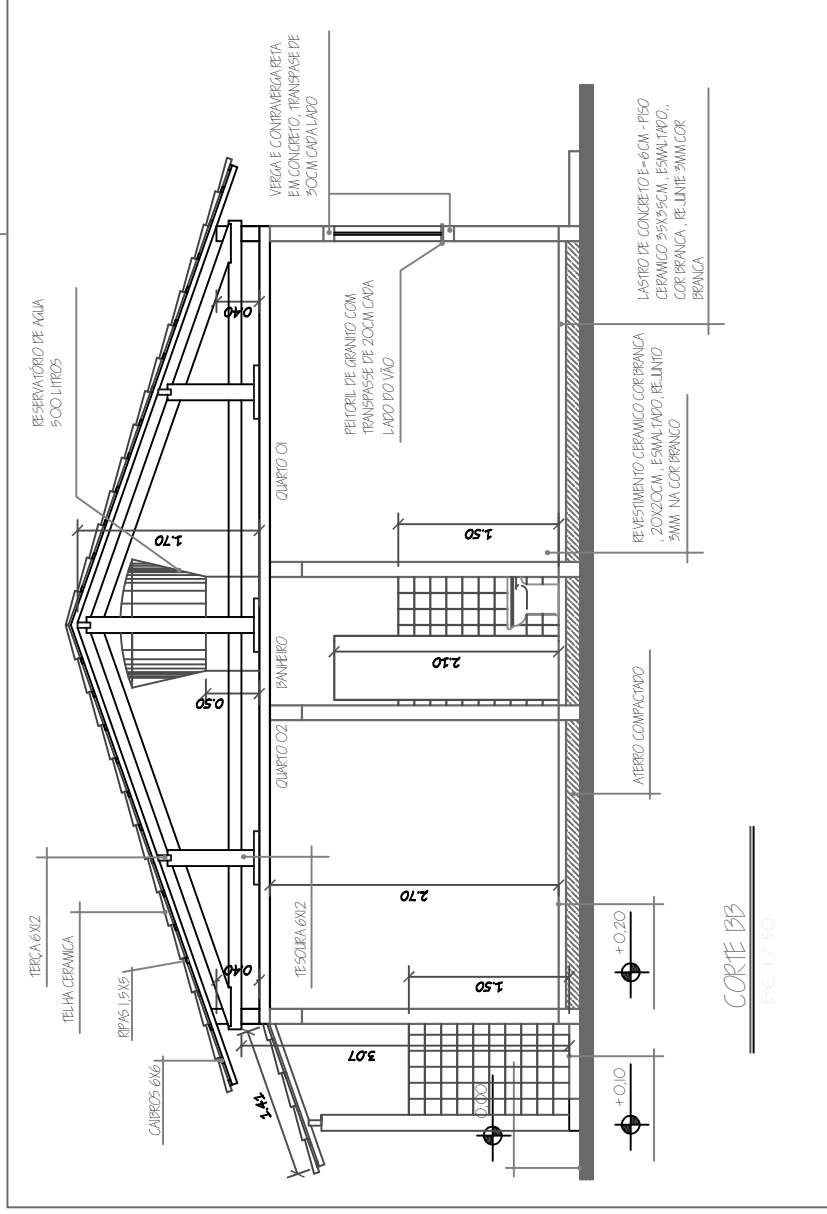 VERGA E CONTRAVERGA RETA
EM CONCRETO, TRANSPASE DE
30CM CADA LADO
RESERVATÓRIO DE AGUA
500 LITROS
TERÇA 6X12
TELHA CERAMICA
RIPAS 1,5X5
CAIBROS 6X6
0.40
1.70
0.50
0.40
1.42
PEITORIL DE GRANITO COM
TRANSPASSE DE 20CM CADA
LADO DO VÃO
QUARTO 02
BANHEIRO
QUARTO 01
TESOURA 6X12
3.07
1.50
2.70
2.10
1.50
0,00
+0,10
+0,20
ATERRO COMPACTADO
REVESTIMENTO CERAMICO COR BRANCA
, 20X20CM , ESMALTADO, REJUNTO
3MM NA COR BRANCO
LASTRO DE CONCRETO E=6CM - PISO
CERAMICO 35X35CM , ESMALTADO, ,
COR BRANCA , REJUNTE 3MM COR
BRANCA
CORTE BB
ESC.: 1/ 50